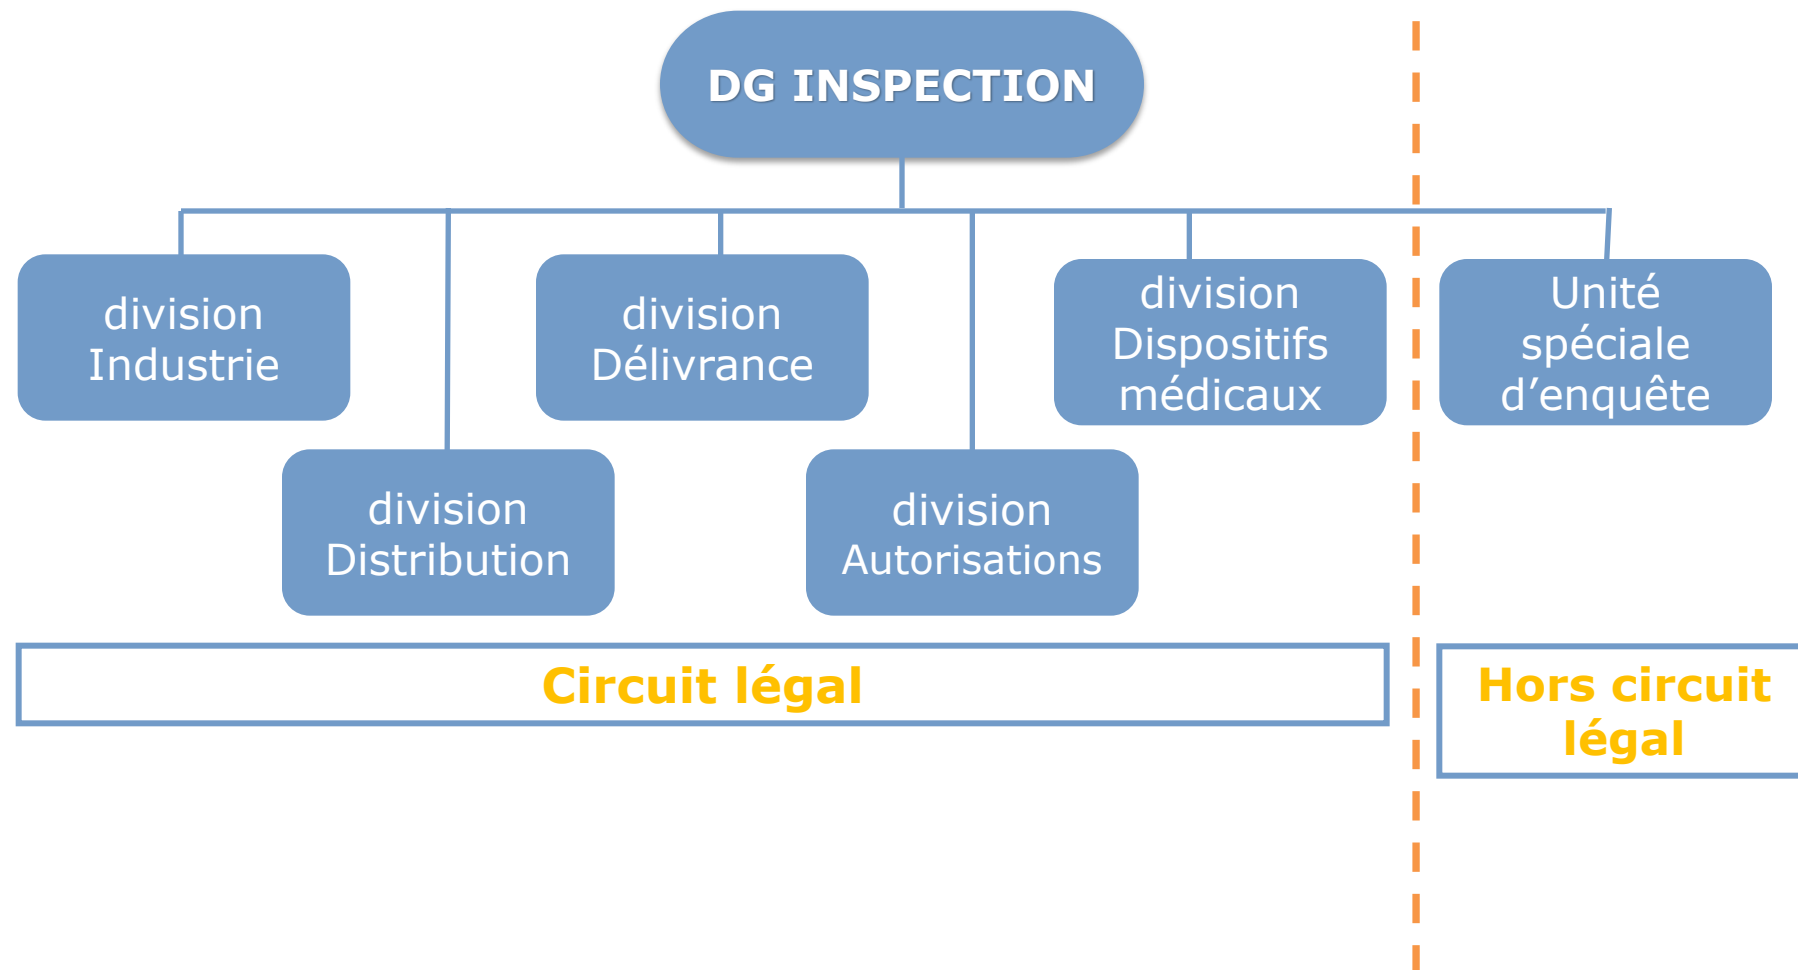 DG INSPECTION
division
Industrie
division
Délivrance
division
Dispositifs
médicaux
Unité
spéciale
d’enquête
division
Distribution
division
Autorisations
Circuit légal
Hors circuit
légal